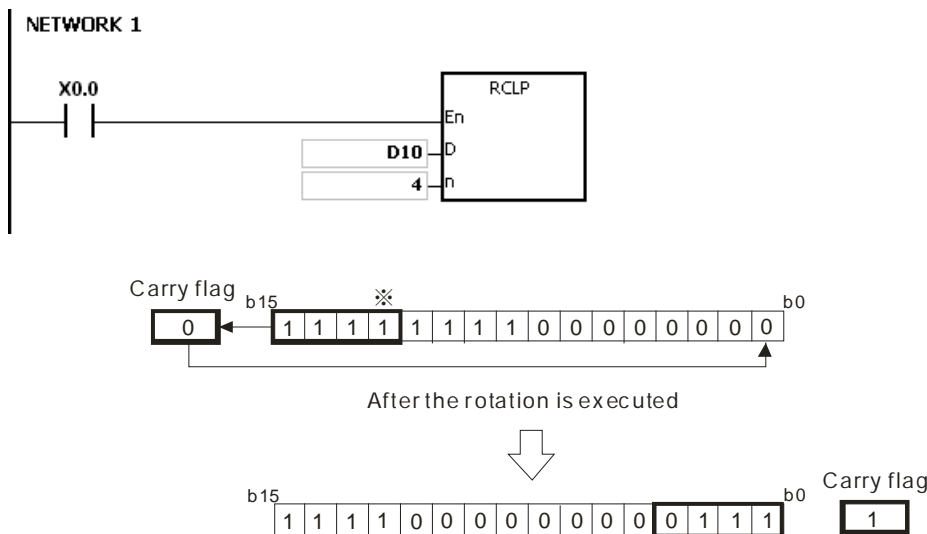 NETWORK 1
X0.0
RCLP
En
D10 D
4 n
Carry flag b15 ※ b0
0 1 1 1 1 1 1 1 1 0 0 0 0 0 0 0 0
After the rotation is executed
b15 b0 Carry flag
1 1 1 1 0 0 0 0 0 0 0 0 0 1 1 1 1